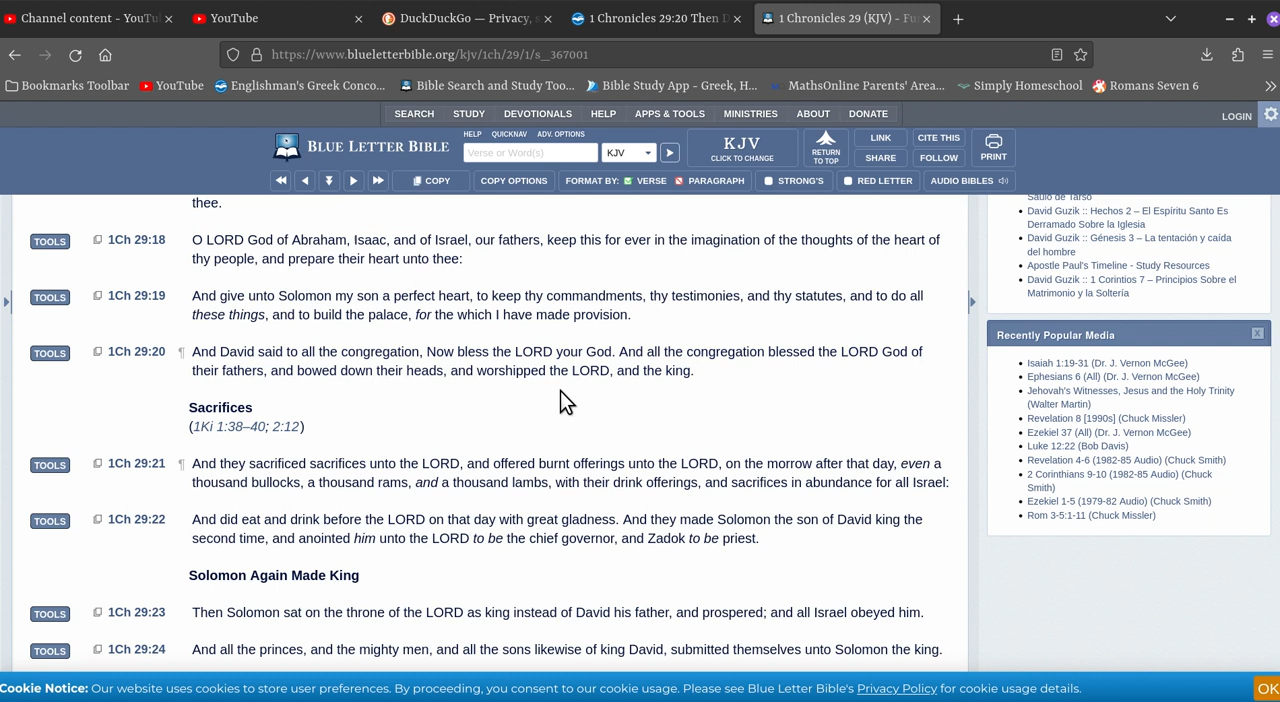 Channel content - YouTu
YouTube
DuckDuckGo — Privacy, s
1 Chronicles 29:20 Then D
1 Chronicles 29 (KJV) - Fu
https://www.blueletterbible.org/kjv/1ch/29/1/s_367001
Bookmarks Toolbar YouTube Englishman's Greek Conco... Bible Search and Study Too... Bible Study App - Greek, H... MathsOnline Parents' Area... Simply Homeschool Romans Seven 6
SEARCH STUDY DEVOTIONALS HELP APPS & TOOLS MINISTRIES ABOUT DONATE LOGIN
BLUE LETTER BIBLE
HELP QUICKNAV ADV. OPTIONS
Verse or Word(s) KJV
KJV
CLICK TO CHANGE
RETURN
TO TOP
LINK CITE THIS
SHARE FOLLOW
PRINT
COPY COPY OPTIONS FORMAT BY: VERSE PARAGRAPH STRONG'S RED LETTER AUDIO BIBLES
thee.
TOOLS 1Ch 29:18 O LORD God of Abraham, Isaac, and of Israel, our fathers, keep this for ever in the imagination of the thoughts of the heart of
thy people, and prepare their heart unto thee:
TOOLS 1Ch 29:19 And give unto Solomon my son a perfect heart, to keep thy commandments, thy testimonies, and thy statutes, and to do all
these things, and to build the palace, for the which I have made provision.
TOOLS 1Ch 29:20 ¶ And David said to all the congregation, Now bless the LORD your God. And all the congregation blessed the LORD God of
their fathers, and bowed down their heads, and worshipped the LORD, and the king.
Sacrifices
(1Ki 1:38–40; 2:12)
TOOLS 1Ch 29:21 ¶ And they sacrificed sacrifices unto the LORD, and offered burnt offerings unto the LORD, on the morrow after that day, even a
thousand bullocks, a thousand rams, and a thousand lambs, with their drink offerings, and sacrifices in abundance for all Israel:
TOOLS 1Ch 29:22 And did eat and drink before the LORD on that day with great gladness. And they made Solomon the son of David king the
second time, and anointed him unto the LORD to be the chief governor, and Zadok to be priest.
Solomon Again Made King
TOOLS 1Ch 29:23 Then Solomon sat on the throne of the LORD as king instead of David his father, and prospered; and all Israel obeyed him.
TOOLS 1Ch 29:24 And all the princes, and the mighty men, and all the sons likewise of king David, submitted themselves unto Solomon the king.
Saulo de Tarso
David Guzik :: Hechos 2 – El Espíritu Santo Es
Derramado Sobre la Iglesia
David Guzik :: Génesis 3 – La tentación y caída
del hombre
Apostle Paul's Timeline - Study Resources
David Guzik :: 1 Corintios 7 – Principios Sobre el
Matrimonio y la Soltería
Recently Popular Media X
Isaiah 1:19-31 (Dr. J. Vernon McGee)
Ephesians 6 (All) (Dr. J. Vernon McGee)
Jehovah's Witnesses, Jesus and the Holy Trinity
(Walter Martin)
Revelation 8 [1990s] (Chuck Missler)
Ezekiel 37 (All) (Dr. J. Vernon McGee)
Luke 12:22 (Bob Davis)
Revelation 4-6 (1982-85 Audio) (Chuck Smith)
2 Corinthians 9-10 (1982-85 Audio) (Chuck
Smith)
Ezekiel 1-5 (1979-82 Audio) (Chuck Smith)
Rom 3-5:1-11 (Chuck Missler)
Cookie Notice: Our website uses cookies to store user preferences. By proceeding, you consent to our cookie usage. Please see Blue Letter Bible's Privacy Policy for cookie usage details. OK